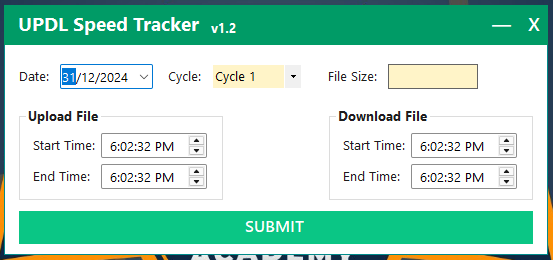 UPDL Speed Tracker v1.2
Date: 31/12/2024 Cycle: Cycle 1 File Size:
Upload File Download File
Start Time: 6:02:32 PM Start Time: 6:02:32 PM
End Time: 6:02:32 PM End Time: 6:02:32 PM
SUBMIT
ACADEMY